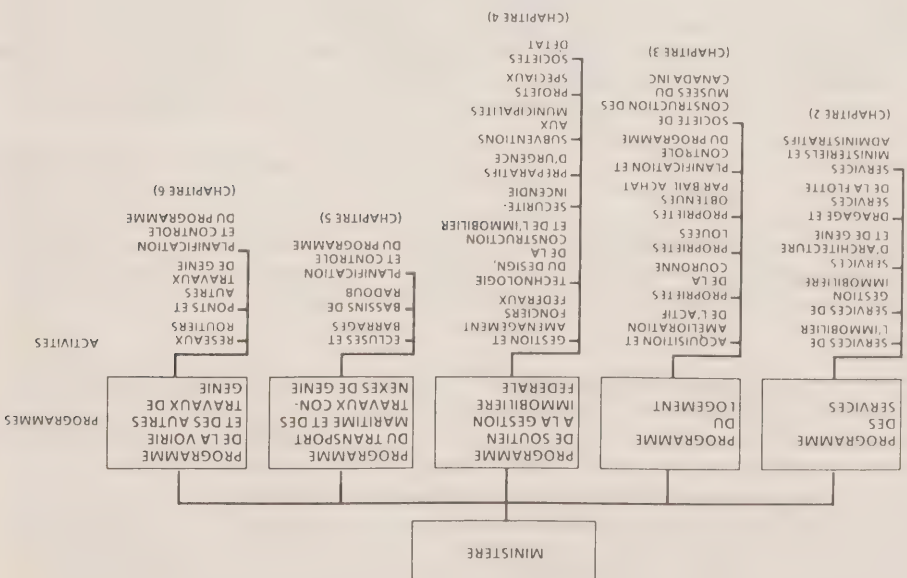 MINISTERE
PROGRAMME
DES
SERVICES
SERVICES DE
L'IMMOBILIER
SERVICES DE
GESTION
IMMOBILIERE
SERVICES
D'ARCHITECTURE
ET DE GENIE
DRAGAGE ET
SERVICES
DE LA FLOTTE
SERVICES
MINISTERIELS ET
ADMINISTRATIFS
(CHAPITRE 2)
PROGRAMME
DU
LOGEMENT
ACQUISITION ET
AMELIORATION
DE L'ACTIF
PROPRIETES
DE LA
COURONNE
PROPRIETES
LOUEES
PROPRIETES
OBTENUES
PAR BAIL ACHAT
PLANIFICATION ET
CONTROLE
DU PROGRAMME
SOCIETE DE
CONSTRUCTION DES
MUSEES DU
CANADA INC
(CHAPITRE 3)
PROGRAMME
DE SOUTIEN
A LA GESTION
IMMOBILIERE
FEDERALE
GESTION ET
AMENAGEMENT
FONCIERS
FEDERAUX
TECHNOLOGIE
DU DESIGN,
DE LA
CONSTRUCTION
ET DE L'IMMOBILIER
SECURITE-
INCENDIE
PREPARATIFS
D'URGENCE
SUBVENTIONS
AUX
MUNICIPALITES
PROJETS
SPECIAUX
SOCIETES
D'ETAT
(CHAPITRE 4)
PROGRAMME
DU TRANSPORT
MARITIME ET DES
TRAVAUX CON-
NEXES DE GENIE
ECLUSES ET
BARRAGES
BASSINS DE
RADOUB
PLANIFICATION
ET CONTROLE
DU PROGRAMME
(CHAPITRE 5)
PROGRAMME
DE LA VOIRIE
ET DES AUTRES
TRAVAUX DE
GENIE
RESEAUX
ROUTIERS
PONTS ET
AUTRES
TRAVAUX
DE GENIE
PLANIFICATION
ET CONTROLE
DU PROGRAMME
(CHAPITRE 6)
PROGRAMMES
ACTIVITES